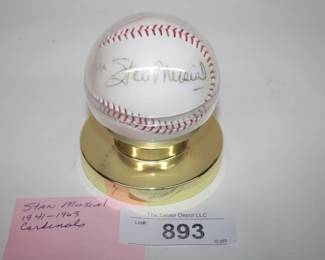 Stan Musial
Stan Musial
1941-1963
Cardinals
The Estate Depot LLC
Lot#
893